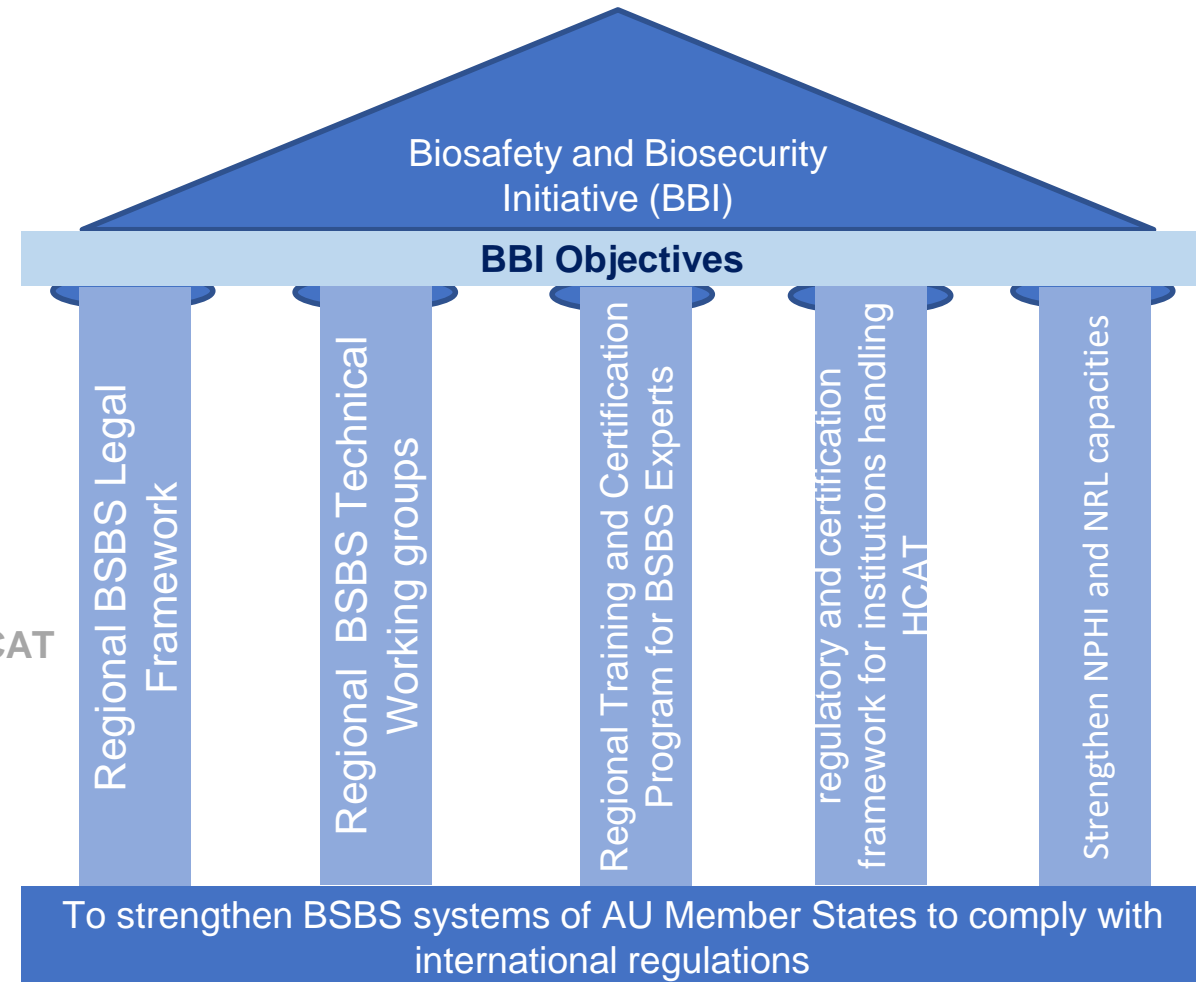 Biosafety and Biosecurity
Initiative (BBI)
BBI Objectives
Regional BSBS Legal
Framework
Regional BSBS Technical
Working groups
Regional Training and Certification
Program for BSBS Experts
regulatory and certification
framework for institutions handling
HCAT
Strengthen NPHI and NRL capacities
CAT
To strengthen BSBS systems of AU Member States to comply with
international regulations